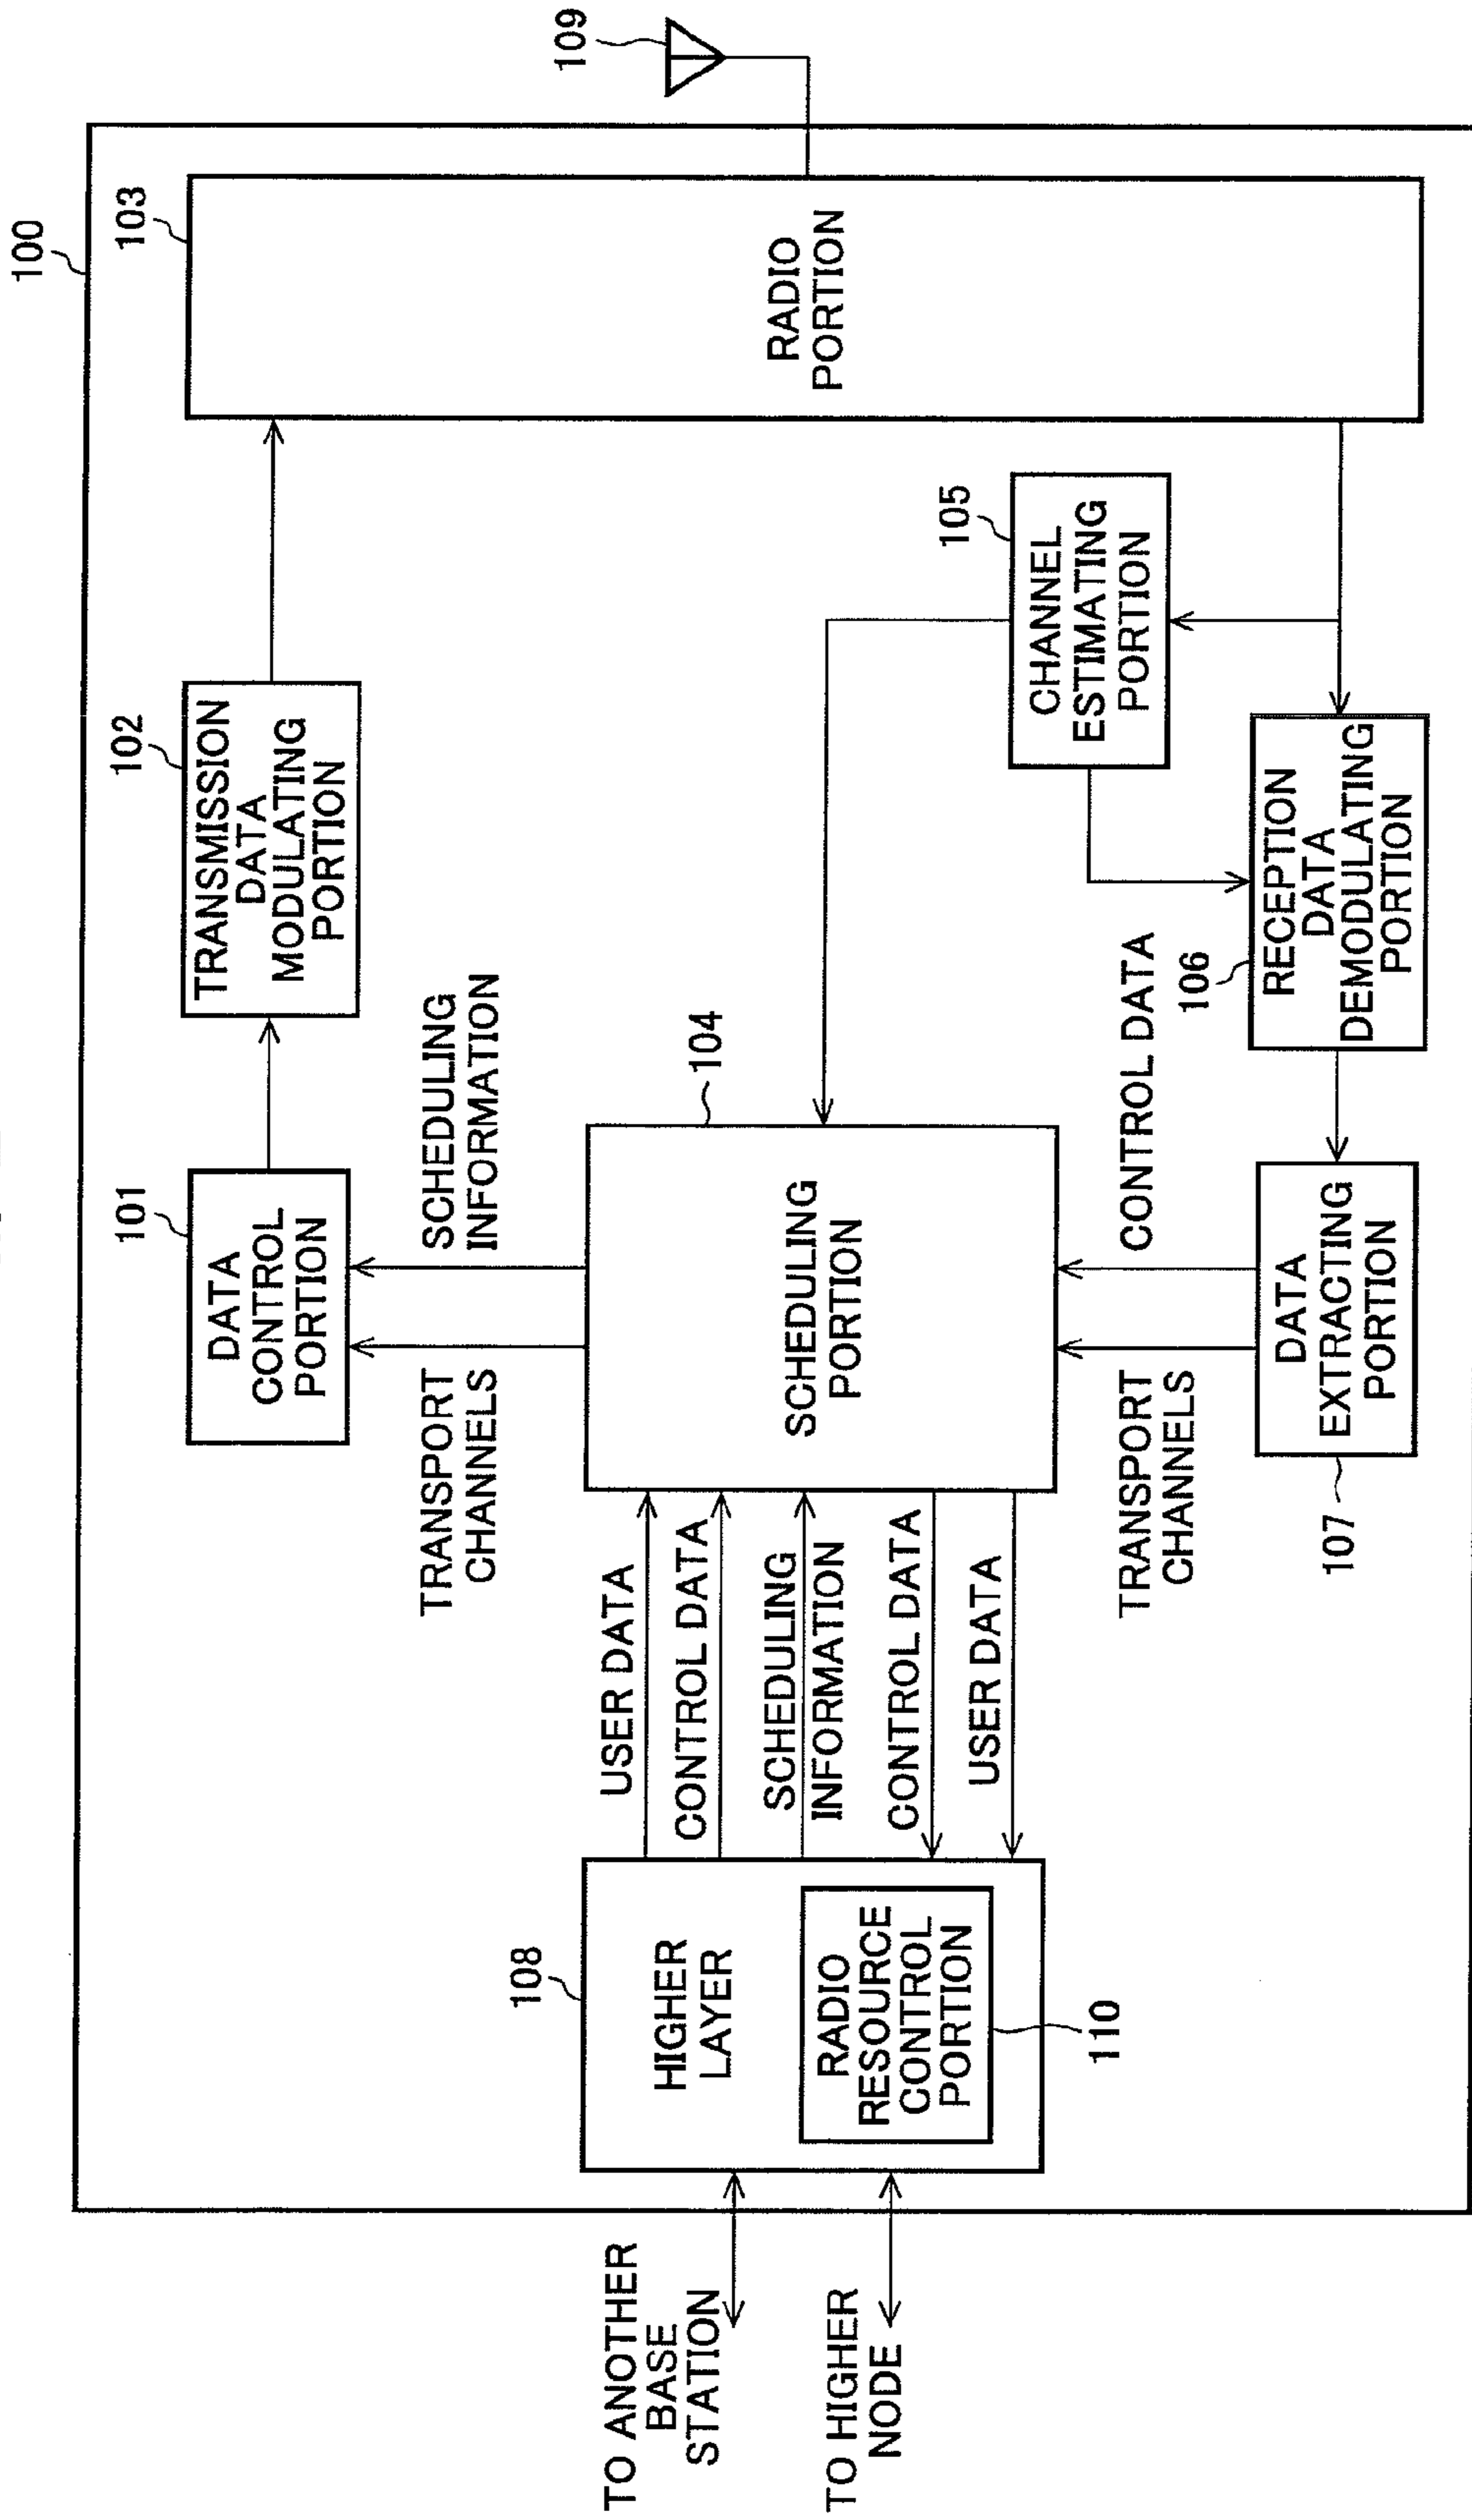 100
109
101
DATA
CONTROL
PORTION
102
TRANSMISSION
DATA
MODULATING
PORTION
103
RADIO
PORTION
TRANSPORT
CHANNELS
SCHEDULING
INFORMATION
TO ANOTHER
BASE
STATION
TO HIGHER
NODE
108
HIGHER
LAYER
RADIO
RESOURCE
CONTROL
PORTION
110
USER DATA
CONTROL DATA
SCHEDULING
INFORMATION
CONTROL DATA
USER DATA
104
SCHEDULING
PORTION
105
CHANNEL
ESTIMATING
PORTION
TRANSPORT
CHANNELS
CONTROL DATA
107
DATA
EXTRACTING
PORTION
106
RECEPTION
DATA
DEMODULATING
PORTION